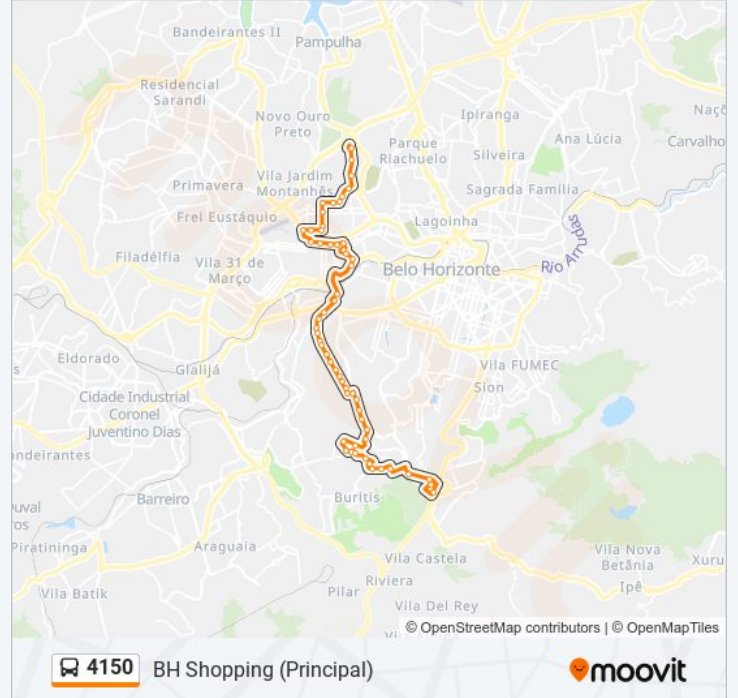 Bandeirantes II
Pampulha
Residencial
Sarandi
Novo Ouro
Preto
Ipiranga
Naçõ
Parque
Riachuelo
Ana Lúcia
Carvalho
Silveira
Vila Jardim
Montanhês
Primavera
Sagrada Família
Frei Eustáquio
Lagoinha
Filadélfia
Vila 31 de
Março
Belo Horizonte
Rio Arrudas
Eldorado
Glalijá
Vila FUMEC
Sion
Cidade Industrial
Coronel
Juventino Dias
ndeirantes
Barreiro
Buritis
uval
os
Piratininga
Araguaia
Vila Castela
Vila Nova
Betânia
Xuru
Riviera
Ipê
Vila Batik
Pilar
Vila Del Rey
Vi
© OpenStreetMap contributors | © OpenMapTiles
4150 BH Shopping (Principal)
moovit